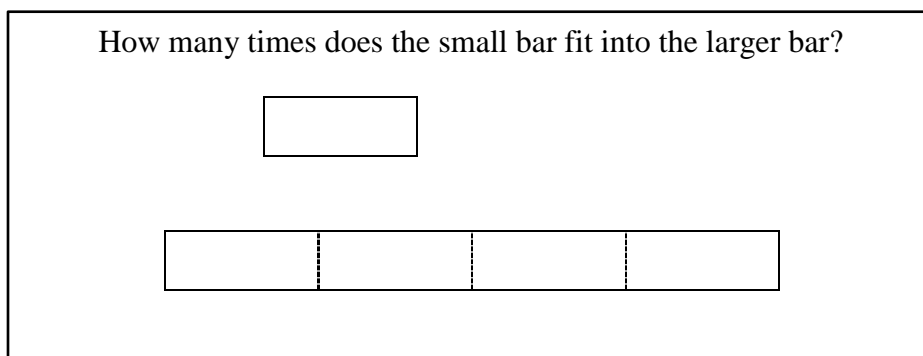 How many times does the small bar fit into the larger bar?